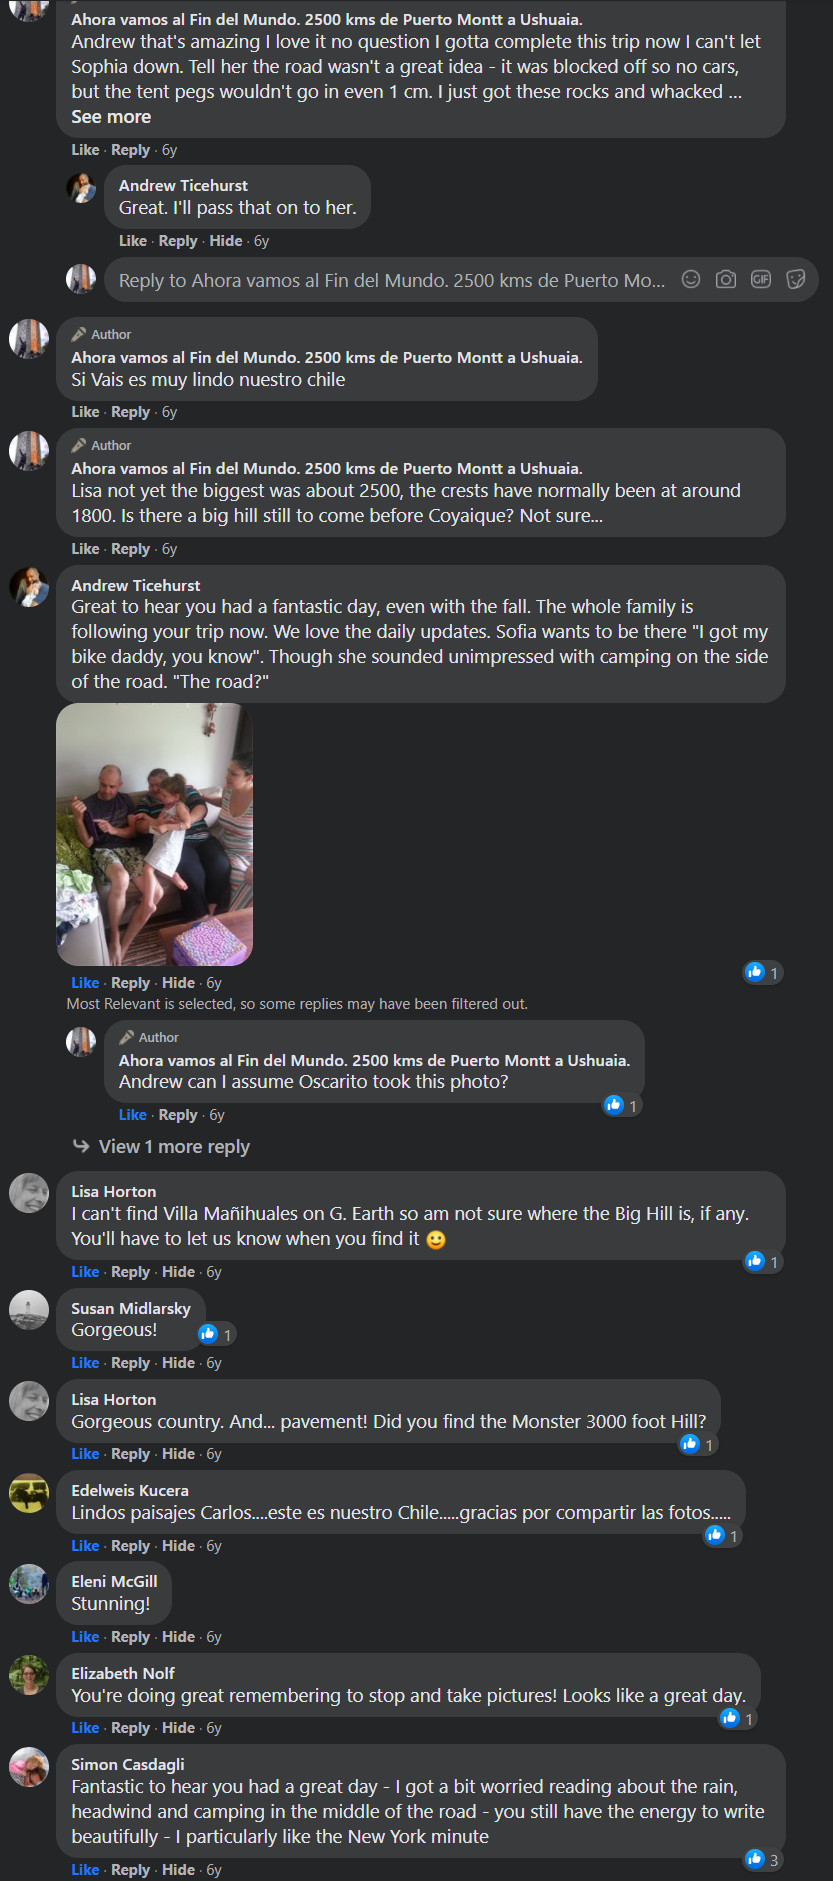 Ahora vamos al Fin del Mundo. 2500 kms de Puerto Montt a Ushuaia.
Andrew that's amazing I love it no question I gotta complete this trip now I can't let
Sophia down. Tell her the road wasn't a great idea - it was blocked off so no cars,
but the tent pegs wouldn't go in even 1 cm. I just got these rocks and whacked ...
See more
Like · Reply · 6y
Andrew Ticehurst
Great. I'll pass that on to her.
Like · Reply · Hide · 6y
Reply to Ahora vamos al Fin del Mundo. 2500 kms de Puerto Mo...
GIF
Author
Ahora vamos al Fin del Mundo. 2500 kms de Puerto Montt a Ushuaia.
Si Vais es muy lindo nuestro chile
Like · Reply · 6y
Author
Ahora vamos al Fin del Mundo. 2500 kms de Puerto Montt a Ushuaia.
Lisa not yet the biggest was about 2500, the crests have normally been at around
1800. Is there a big hill still to come before Coyaique? Not sure...
Like · Reply · 6y
Andrew Ticehurst
Great to hear you had a fantastic day, even with the fall. The whole family is
following your trip now. We love the daily updates. Sofia wants to be there "I got my
bike daddy, you know". Though she sounded unimpressed with camping on the side
of the road. "The road?"
1
Like · Reply · Hide · 6y
Most Relevant is selected, so some replies may have been filtered out.
Author
Ahora vamos al Fin del Mundo. 2500 kms de Puerto Montt a Ushuaia.
Andrew can I assume Oscarito took this photo?
1
Like · Reply · 6y
View 1 more reply
Lisa Horton
I can't find Villa Mañihuales on G. Earth so am not sure where the Big Hill is, if any.
You'll have to let us know when you find it 🙂
1
Like · Reply · Hide · 6y
Susan Midlarsky
Gorgeous!
1
Like · Reply · Hide · 6y
Lisa Horton
Gorgeous country. And... pavement! Did you find the Monster 3000 foot Hill?
1
Like · Reply · Hide · 6y
Edelweis Kucera
Lindos paisajes Carlos....este es nuestro Chile.....gracias por compartir las fotos.....
1
Like · Reply · Hide · 6y
Eleni McGill
Stunning!
Like · Reply · Hide · 6y
Elizabeth Nolf
You're doing great remembering to stop and take pictures! Looks like a great day.
1
Like · Reply · Hide · 6y
Simon Casdagli
Fantastic to hear you had a great day - I got a bit worried reading about the rain,
headwind and camping in the middle of the road - you still have the energy to write
beautifully - I particularly like the New York minute
3
Like · Reply · Hide · 6y